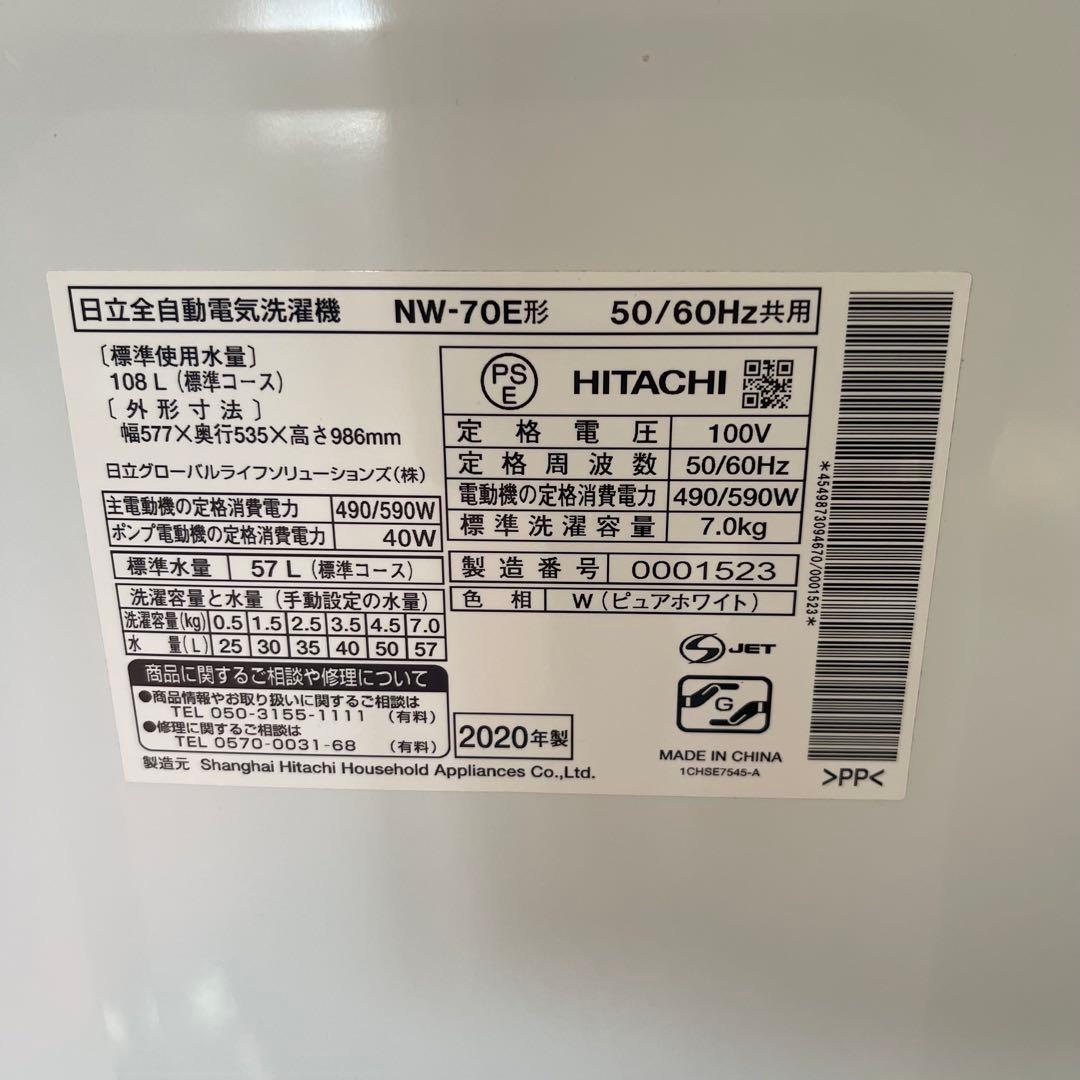 日立全自動電気洗濯機 NW-70E形 50/60Hz共用
〔標準使用水量〕
108 L (標準コース)
〔外形寸法〕
幅577×奥行535×高さ986mm
日立グローバルライフソリューションズ(株)
主電動機の定格消費電力 490/590W
ポンプ電動機の定格消費電力 40W
標準水量 57 L (標準コース)
洗濯容量と水量 (手動設定の水量)
洗濯容量(kg) 0.5 1.5 2.5 3.5 4.5 7.0
水量(L) 25 30 35 40 50 57
商品に関するご相談や修理について
●商品情報やお取り扱いに関するご相談は
TEL 050-3155-1111 (有料)
●修理に関するご相談は
TEL 0570-0031-68 (有料)
製造元 Shanghai Hitachi Household Appliances Co.,Ltd.
PSE HITACHI
定格電圧 100V
定格周波数 50/60Hz
電動機の定格消費電力 490/590W
標準洗濯容量 7.0kg
製造番号 0001523
色相 W (ピュアホワイト)
S JET
G
2020年製
MADE IN CHINA
1CHSE7545-A
*4549873094670/0001523*
>PP<